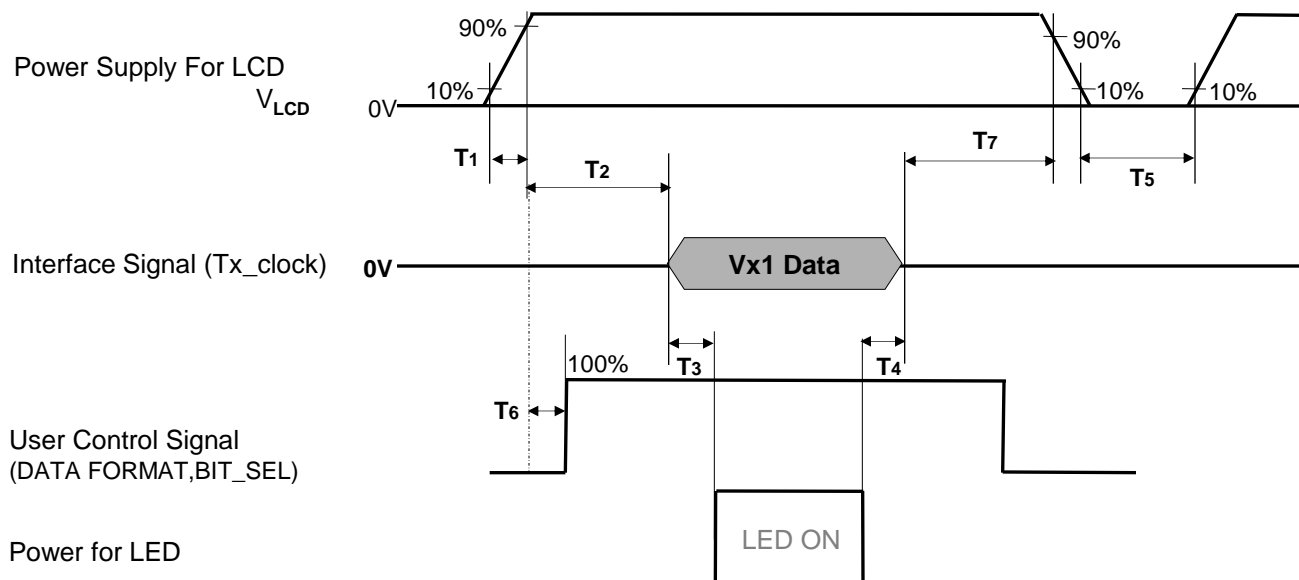 90%
90%
Power Supply For LCD
VLCD
10%
10%
10%
0V
T1
T2
T7
T5
Interface Signal (Tx_clock)
0V
Vx1 Data
T3
T4
100%
T6
User Control Signal
(DATA FORMAT,BIT_SEL)
Power for LED
LED ON